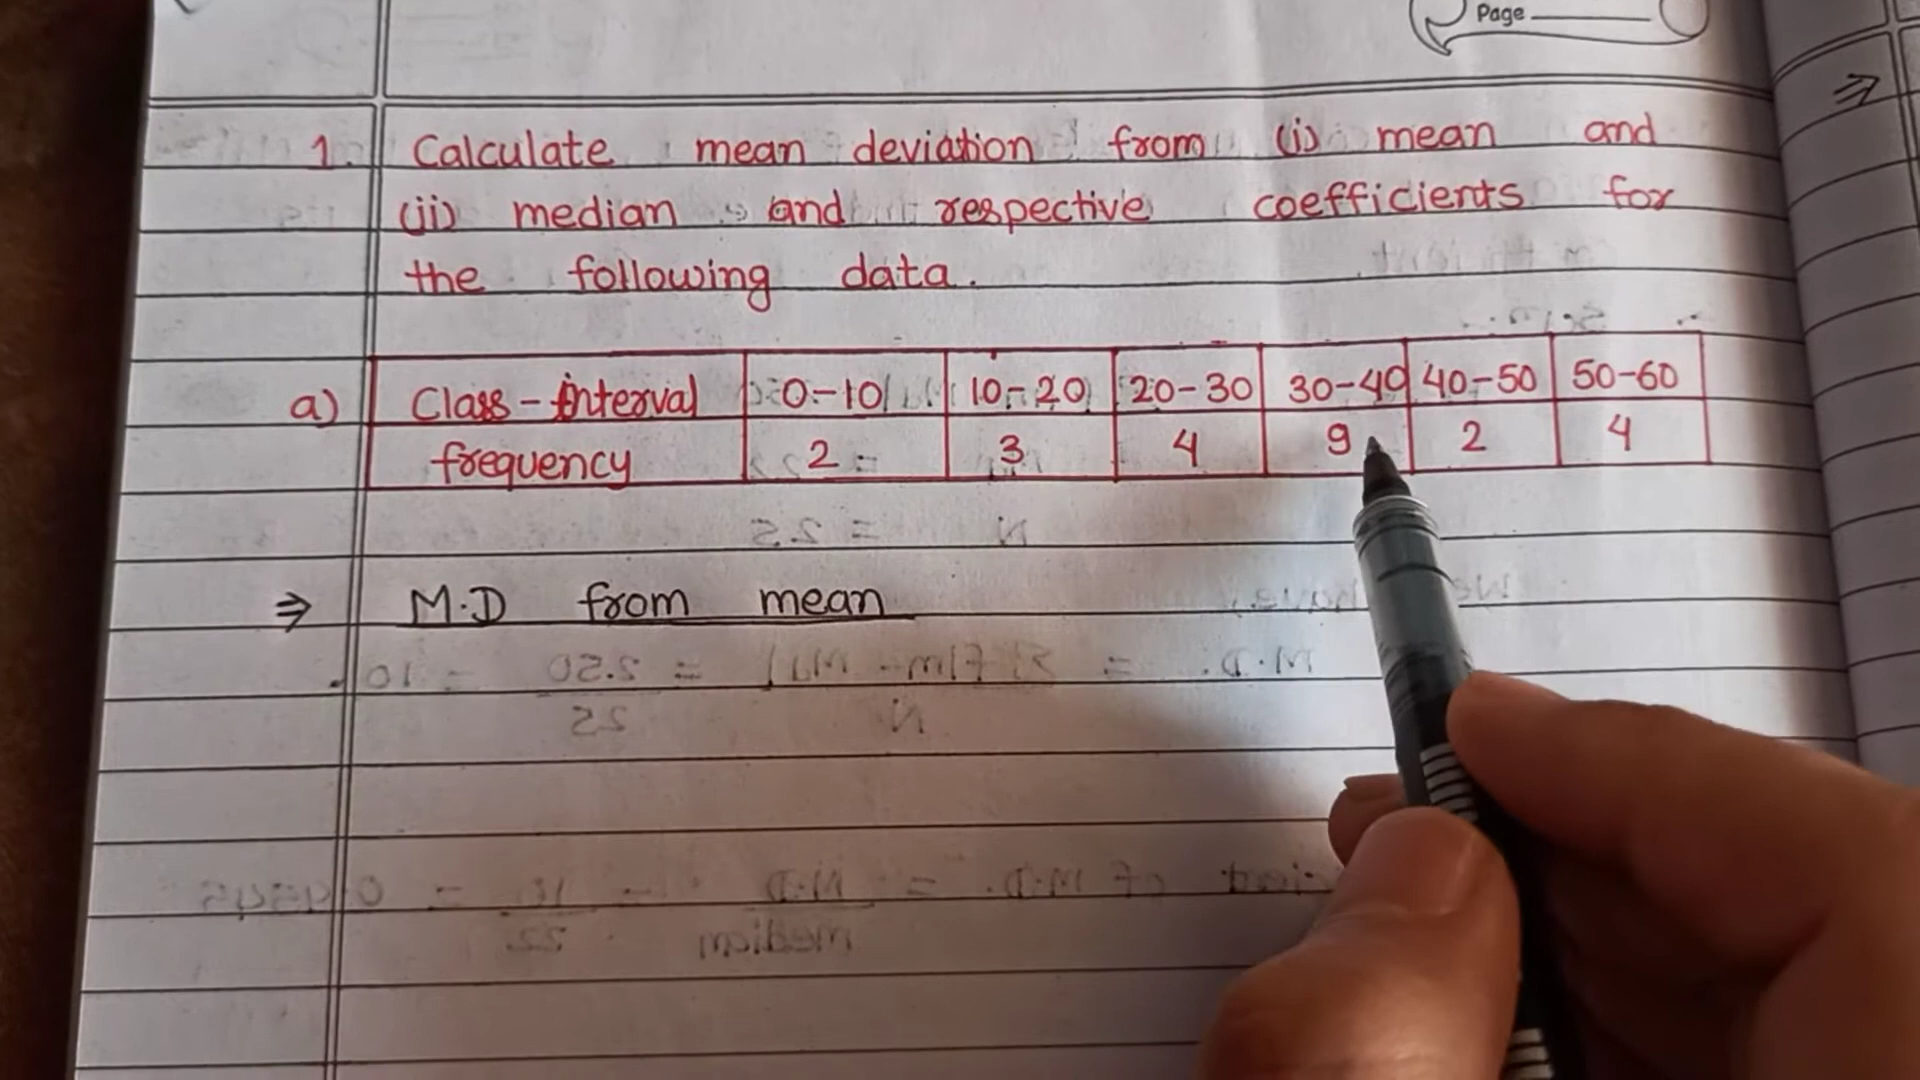 Page
1. Calculate mean deviation from (i) mean and
(ii) median and respective coefficients for
the following data.
a) Class-interval 0-10 10-20 20-30 30-40 40-50 50-60
frequency 2 3 4 9 2 4
⇒ M.D from mean